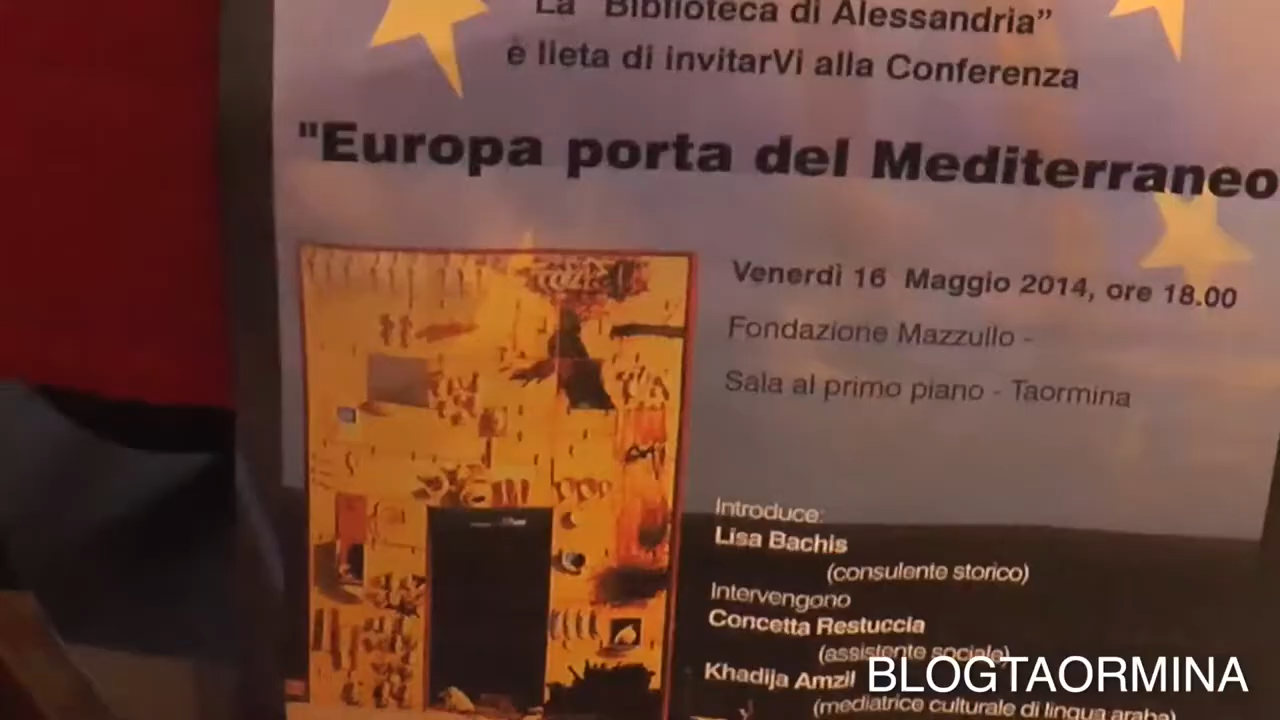 La "Biblioteca di Alessandria"
è lieta di invitarVi alla Conferenza
"Europa porta del Mediterraneo
Venerdì 16 Maggio 2014, ore 18.00
Fondazione Mazzullo -
Sala al primo piano - Taormina
Introduce:
Lisa Bachis
(consulente storico)
Intervengono
Concetta Restuccia
(assistente sociale)
Khadija Amzil
(mediatrice culturale di lingua araba)
BLOGTAORMINA